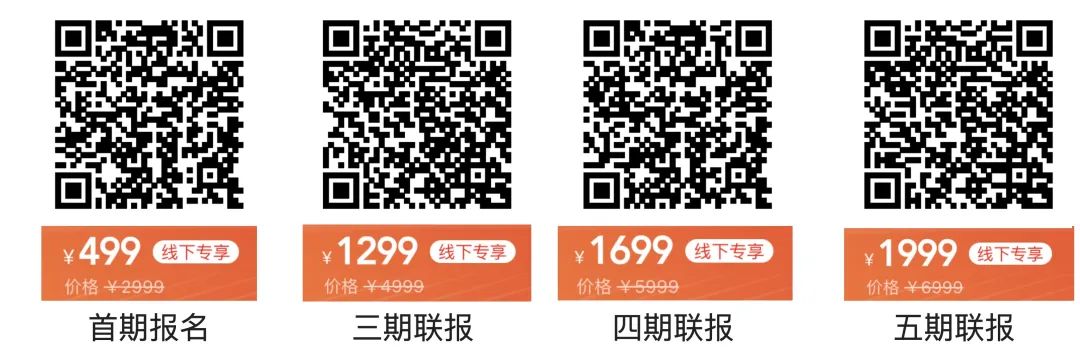 ¥499 线下专享
价格 ¥2999
首期报名
¥1299 线下专享
价格 ¥4999
三期联报
¥1699 线下专享
价格 ¥5999
四期联报
¥1999 线下专享
价格 ¥6999
五期联报